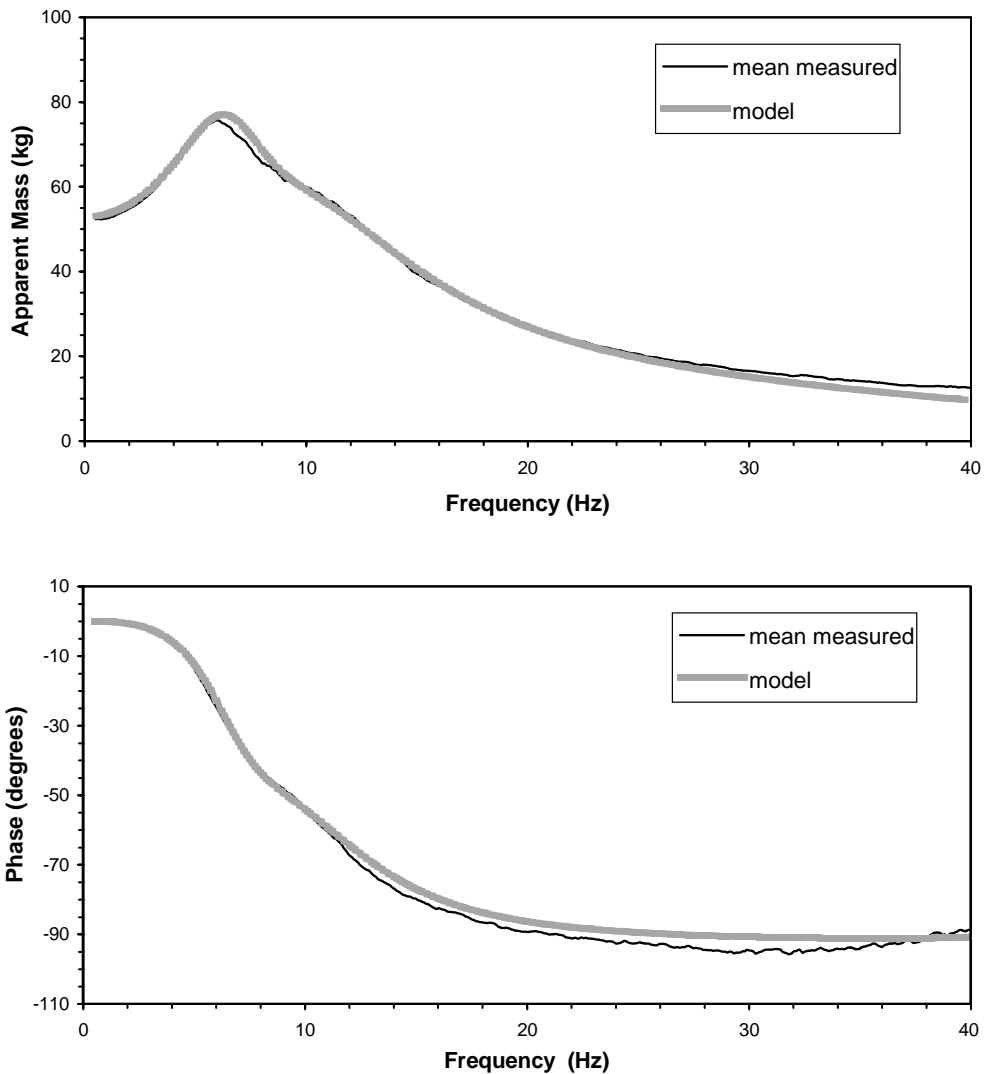 100
80
60
40
20
0
Apparent Mass (kg)
mean measured
model
0 10 20 30 40
Frequency (Hz)
10
-10
-30
-50
-70
-90
-110
Phase (degrees)
mean measured
model
0 10 20 30 40
Frequency (Hz)